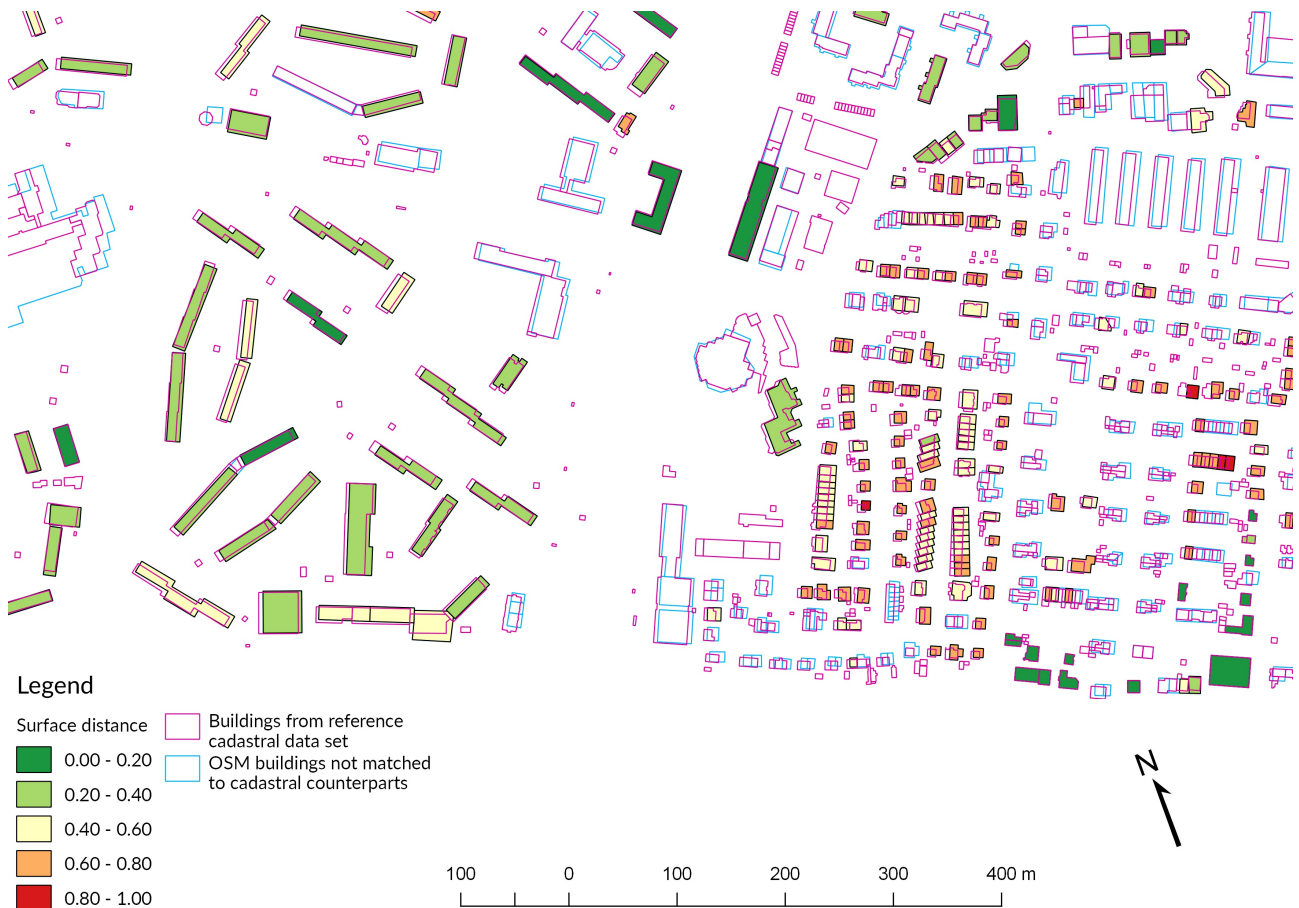 Legend
Surface distance
0.00 - 0.20
0.20 - 0.40
0.40 - 0.60
0.60 - 0.80
0.80 - 1.00
Buildings from reference
cadastral data set
OSM buildings not matched
to cadastral counterparts
N
100 0 100 200 300 400 m